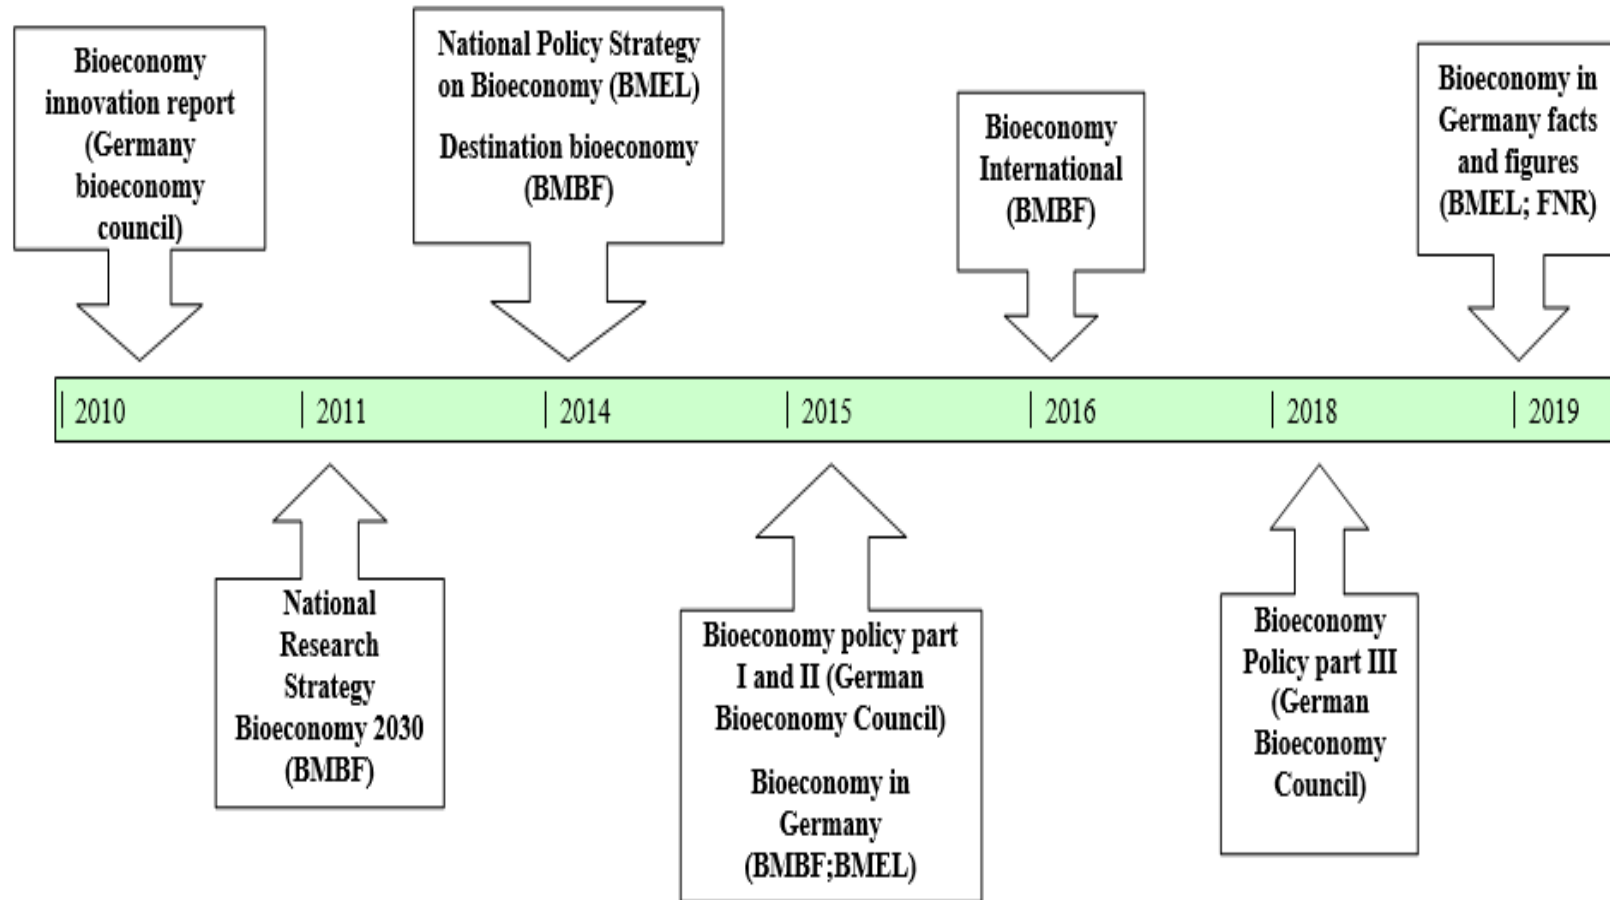 Bioeconomy
innovation report
(Germany
bioeconomy
council)
National Policy Strategy
on Bioeconomy (BMEL)
Destination bioeconomy
(BMBF)
Bioeconomy
International
(BMBF)
Bioeconomy in
Germany facts
and figures
(BMEL; FNR)
2010
2011
2014
2015
2016
2018
2019
National
Research
Strategy
Bioeconomy 2030
(BMBF)
Bioeconomy policy part
I and II (German
Bioeconomy Council)
Bioeconomy in
Germany
(BMBF;BMEL)
Bioeconomy
Policy part III
(German
Bioeconomy
Council)